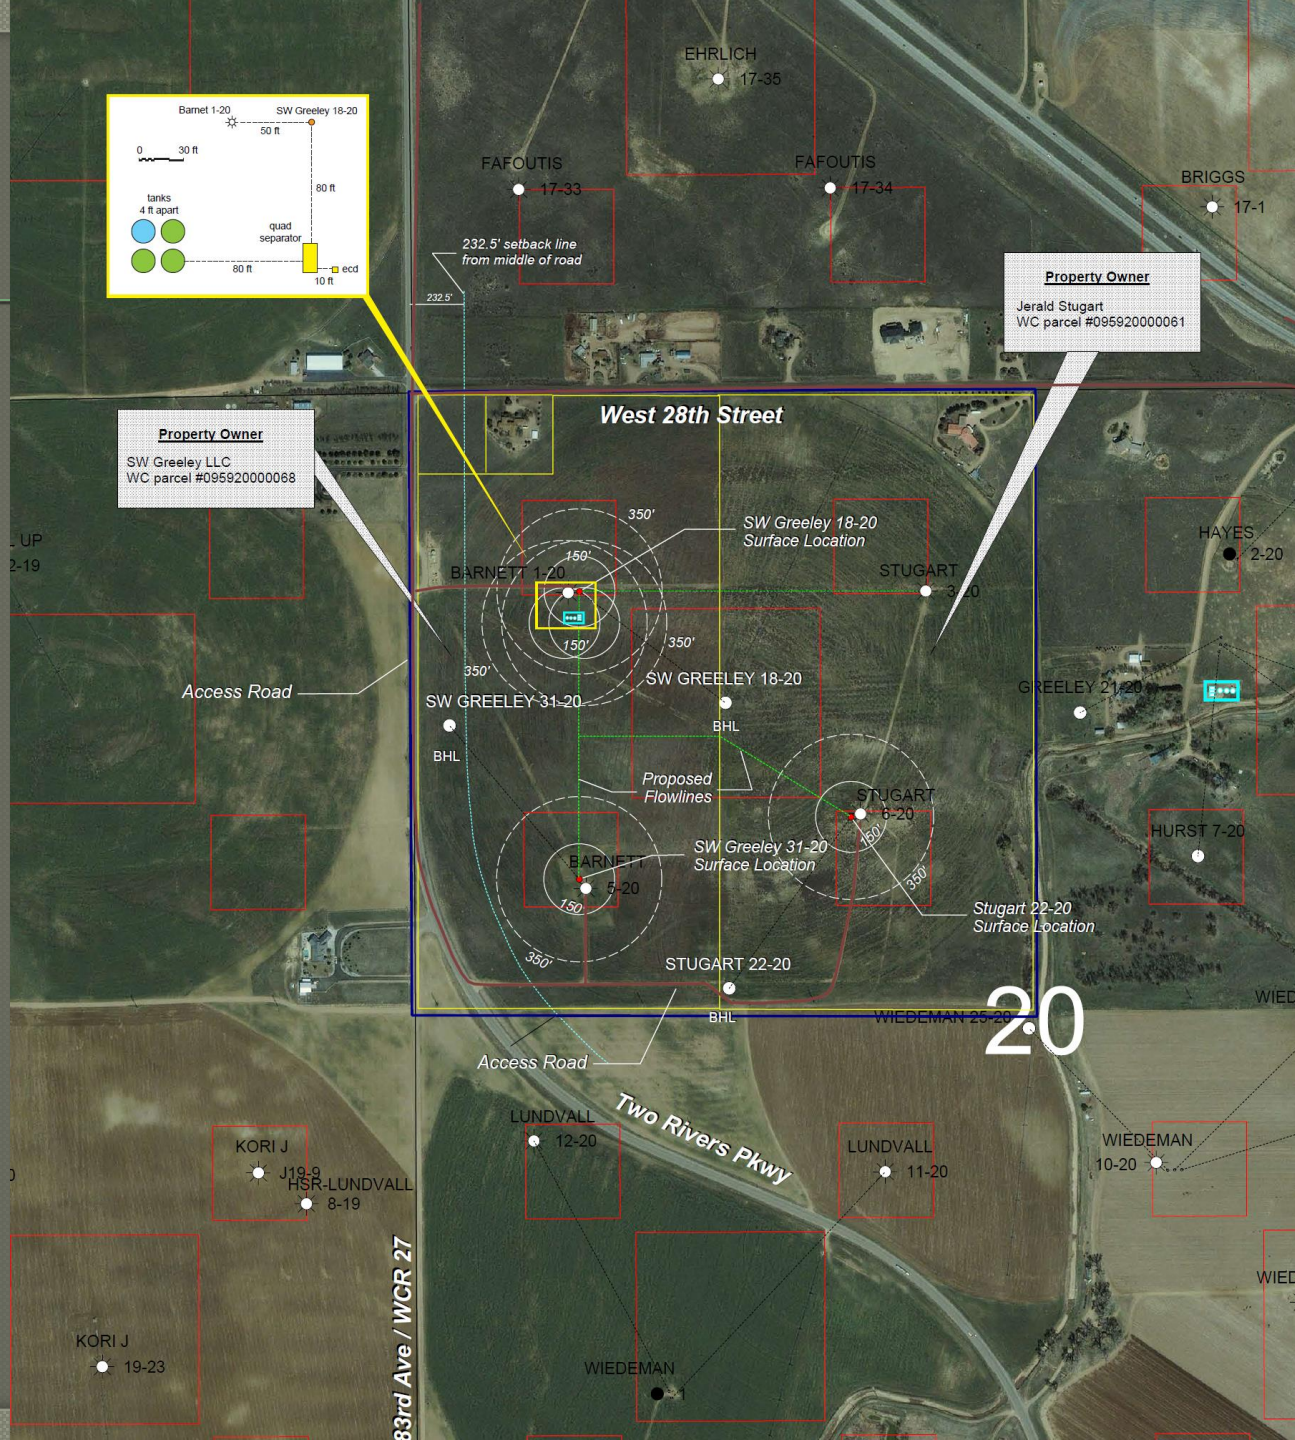 EHRLICH
17-35
Barnet 1-20
SW Greeley 18-20
50 ft
0
30 ft
80 ft
tanks
4 ft apart
quad
separator
80 ft
ecd
10 ft
FAFOUTIS
17-33
FAFOUTIS
17-34
BRIGGS
17-1
232.5' setback line
from middle of road
232.5'
Property Owner
Jerald Stugart
WC parcel #095920000061
West 28th Street
Property Owner
SW Greeley LLC
WC parcel #095920000068
350'
SW Greeley 18-20
Surface Location
150'
UP
2-19
HAYES
2-20
BARNETT 1-20
STUGART
3-20
150'
350'
350'
Access Road
SW GREELEY 18-20
BHL
SW GREELEY 31-20
BHL
GREELEY 21-20
Proposed
Flowlines
STUGART
6-20
150'
350'
HURST 7-20
SW Greeley 31-20
Surface Location
BARNETT
5-20
150'
350'
Stugart 22-20
Surface Location
STUGART 22-20
BHL
20
WIEDEMAN 25-20
WIED
Access Road
Two Rivers Pkwy
LUNDVALL
12-20
LUNDVALL
11-20
WIEDEMAN
10-20
KORI J
J19-9
HSR-LUNDVALL
8-19
83rd Ave / WCR 27
WIED
KORI J
19-23
WIEDEMAN
1